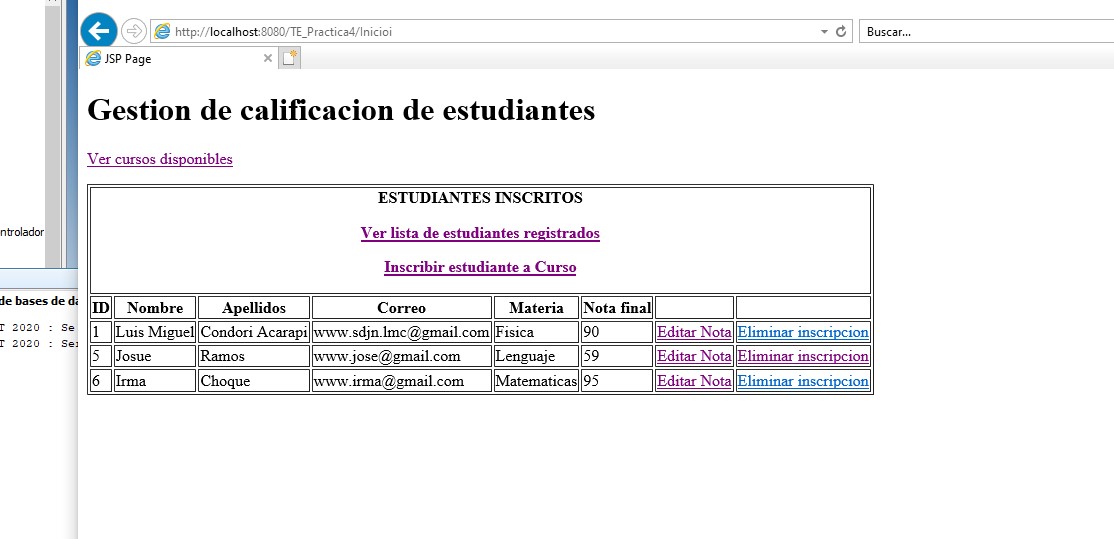 http://localhost:8080/TE_Practica4/Inicioi
Buscar...
JSP Page
Gestion de calificacion de estudiantes
Ver cursos disponibles
ESTUDIANTES INSCRITOS
Ver lista de estudiantes registrados
Inscribir estudiante a Curso
ID Nombre Apellidos Correo Materia Nota final
1 Luis Miguel Condori Acarapi www.sdjn.lmc@gmail.com Fisica 90 Editar Nota Eliminar inscripcion
5 Josue Ramos www.jose@gmail.com Lenguaje 59 Editar Nota Eliminar inscripcion
6 Irma Choque www.irma@gmail.com Matematicas 95 Editar Nota Eliminar inscripcion
ntrolador
de bases de da
T 2020 : Se
T 2020 : Ser